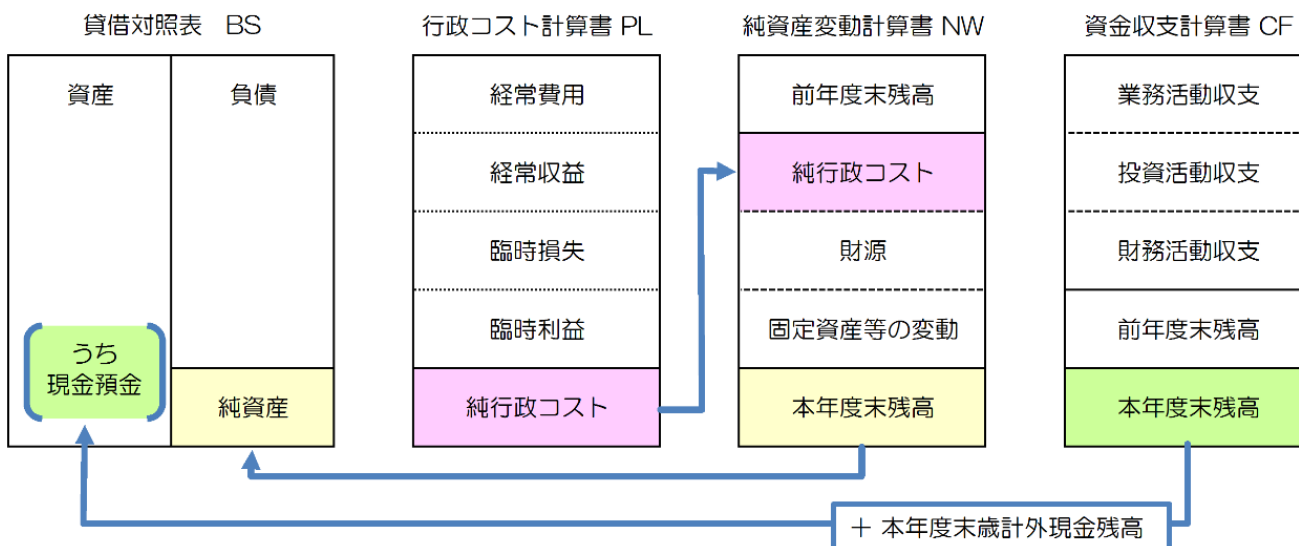 貸借対照表　BS
資産
負債
うち
現金預金
純資産
行政コスト計算書 PL
経常費用
経常収益
臨時損失
臨時利益
純行政コスト
純資産変動計算書 NW
前年度末残高
純行政コスト
財源
固定資産等の変動
本年度末残高
資金収支計算書 CF
業務活動収支
投資活動収支
財務活動収支
前年度末残高
本年度末残高
＋ 本年度末歳計外現金残高